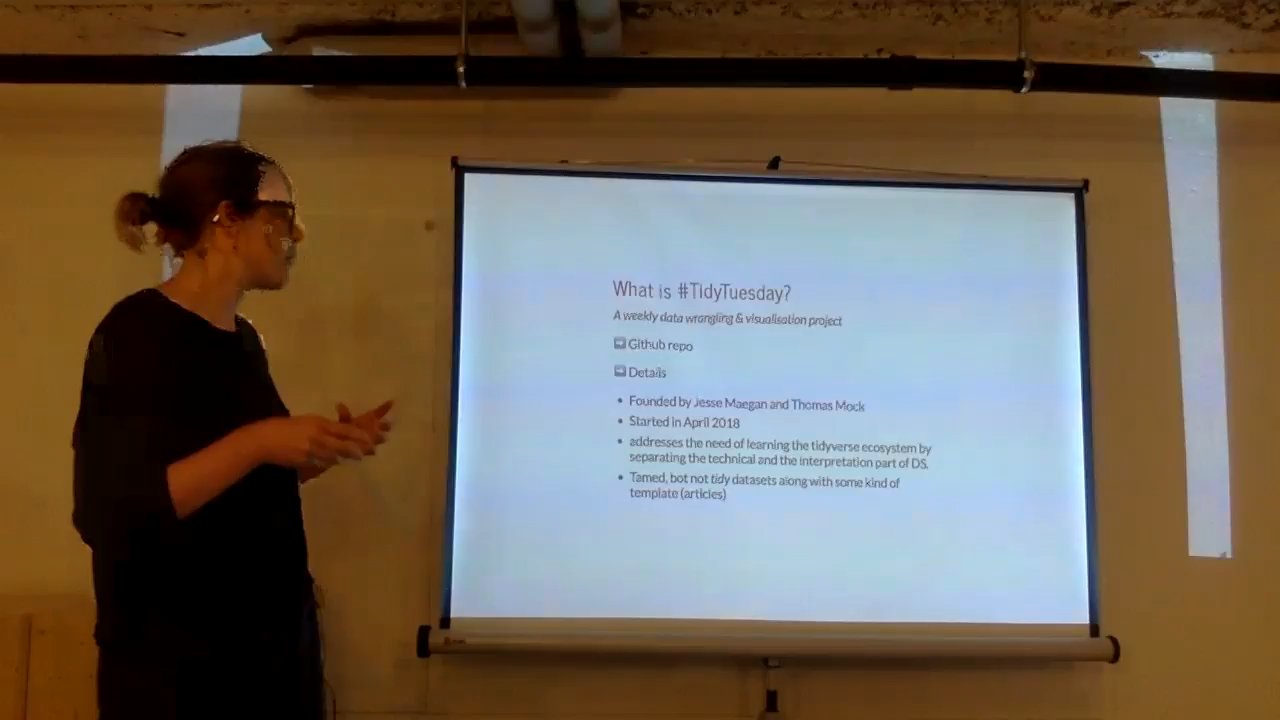 What is #TidyTuesday?
A weekly data wrangling & visualisation project
➡ Github repo
➡ Details
• Founded by Jesse Maegan and Thomas Mock
• Started in April 2018
• addresses the need of learning the tidyverse ecosystem by
separating the technical and the interpretation part of DS.
• Tamed, bot not tidy datasets along with some kind of
template (articles)